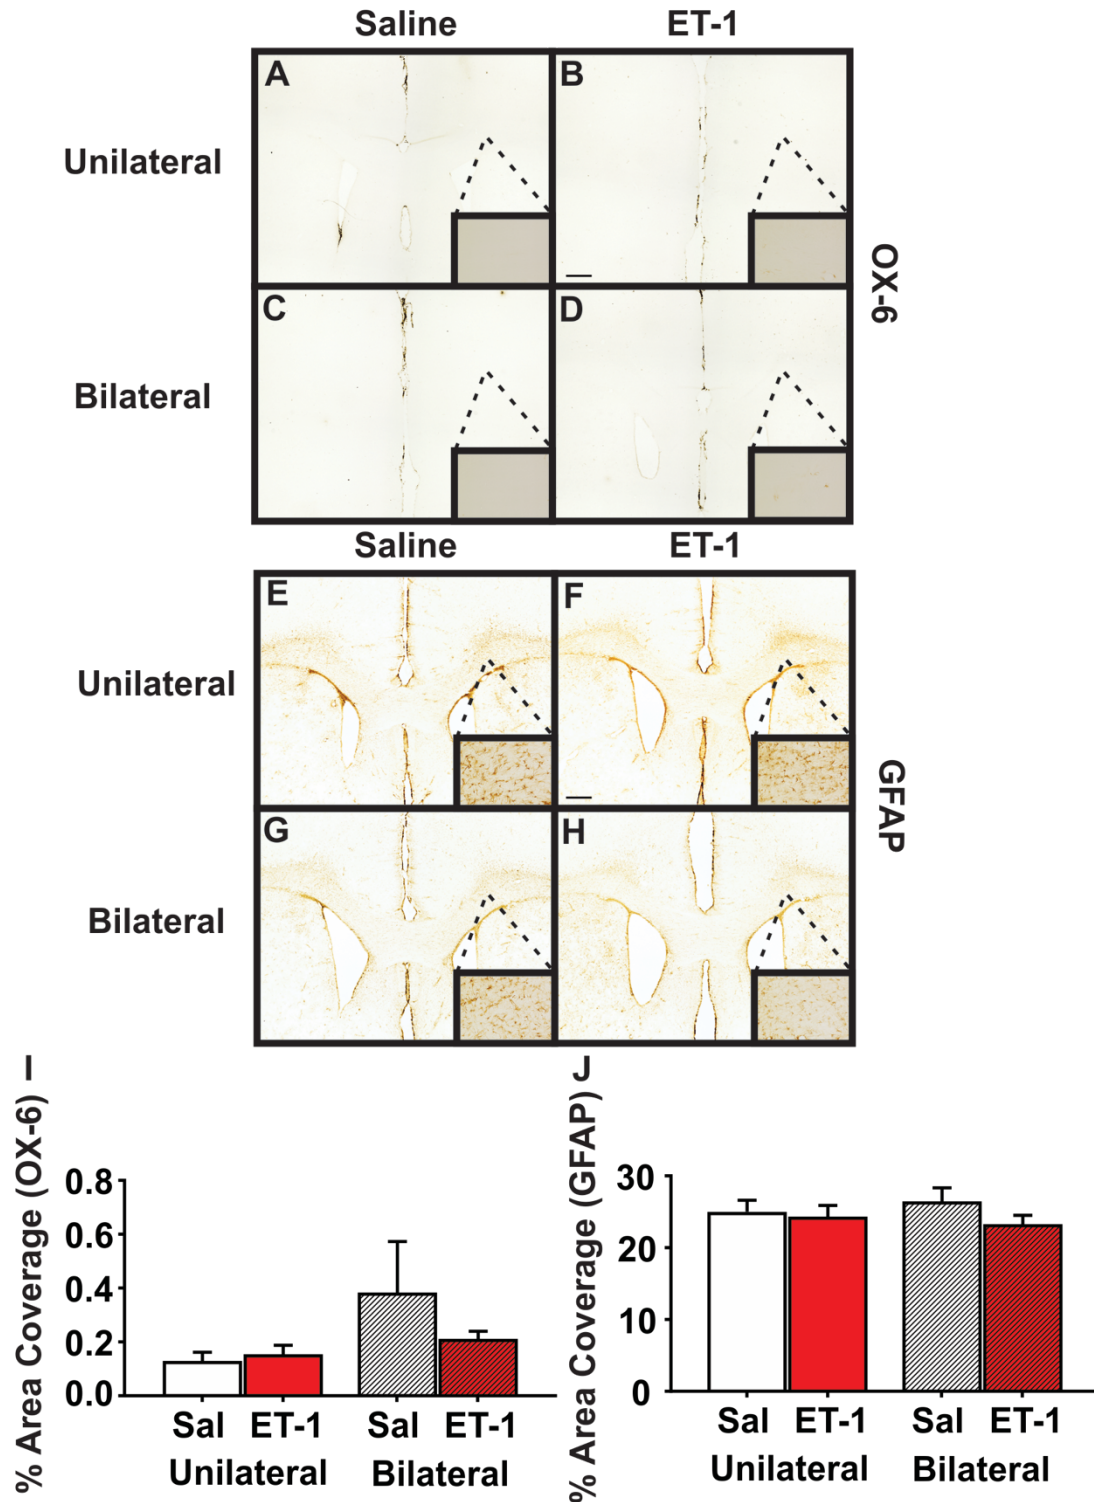 Saline ET-1
A B
Unilateral
OX-6
C D
Bilateral
Saline ET-1
E F
Unilateral
GFAP
G H
Bilateral
I
% Area Coverage (OX-6)
0.8
0.6
0.4
0.2
0.0
Sal ET-1 Sal ET-1
Unilateral Bilateral
J
% Area Coverage (GFAP)
30
20
10
0
Sal ET-1 Sal ET-1
Unilateral Bilateral